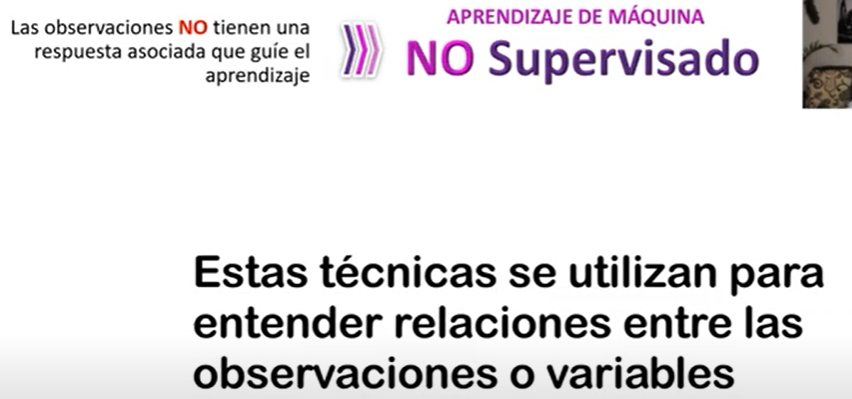 Las observaciones NO tienen una
respuesta asociada que guíe el
aprendizaje
APRENDIZAJE DE MÁQUINA
NO Supervisado
Estas técnicas se utilizan para
entender relaciones entre las
observaciones o variables